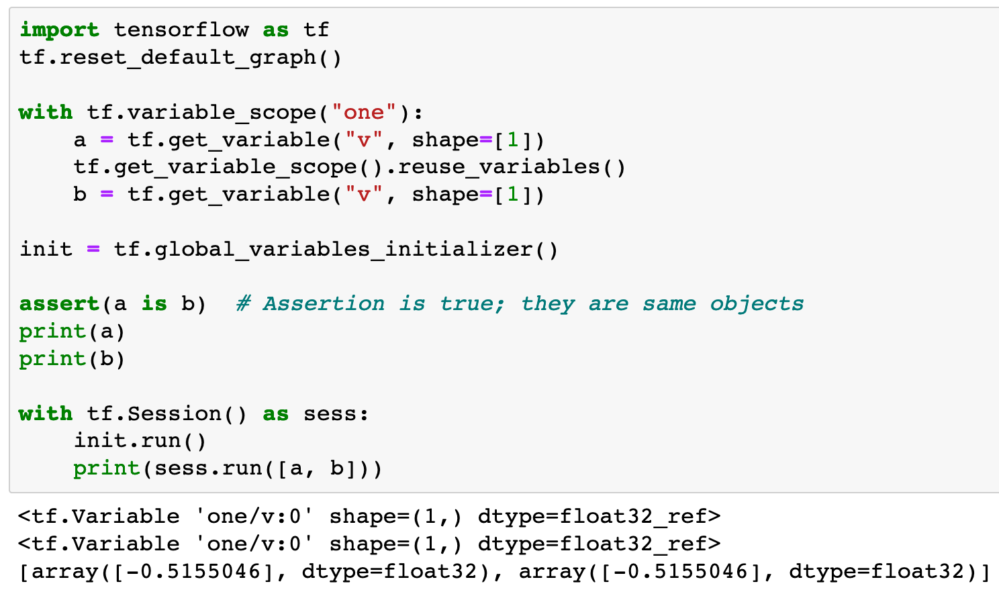 import tensorflow as tf
tf.reset_default_graph()
with tf.variable_scope("one"):
    a = tf.get_variable("v", shape=[1])
    tf.get_variable_scope().reuse_variables()
    b = tf.get_variable("v", shape=[1])
init = tf.global_variables_initializer()
assert(a is b)  # Assertion is true; they are same objects
print(a)
print(b)
with tf.Session() as sess:
    init.run()
    print(sess.run([a, b]))
<tf.Variable 'one/v:0' shape=(1,) dtype=float32_ref>
<tf.Variable 'one/v:0' shape=(1,) dtype=float32_ref>
[array([-0.5155046], dtype=float32), array([-0.5155046], dtype=float32)]